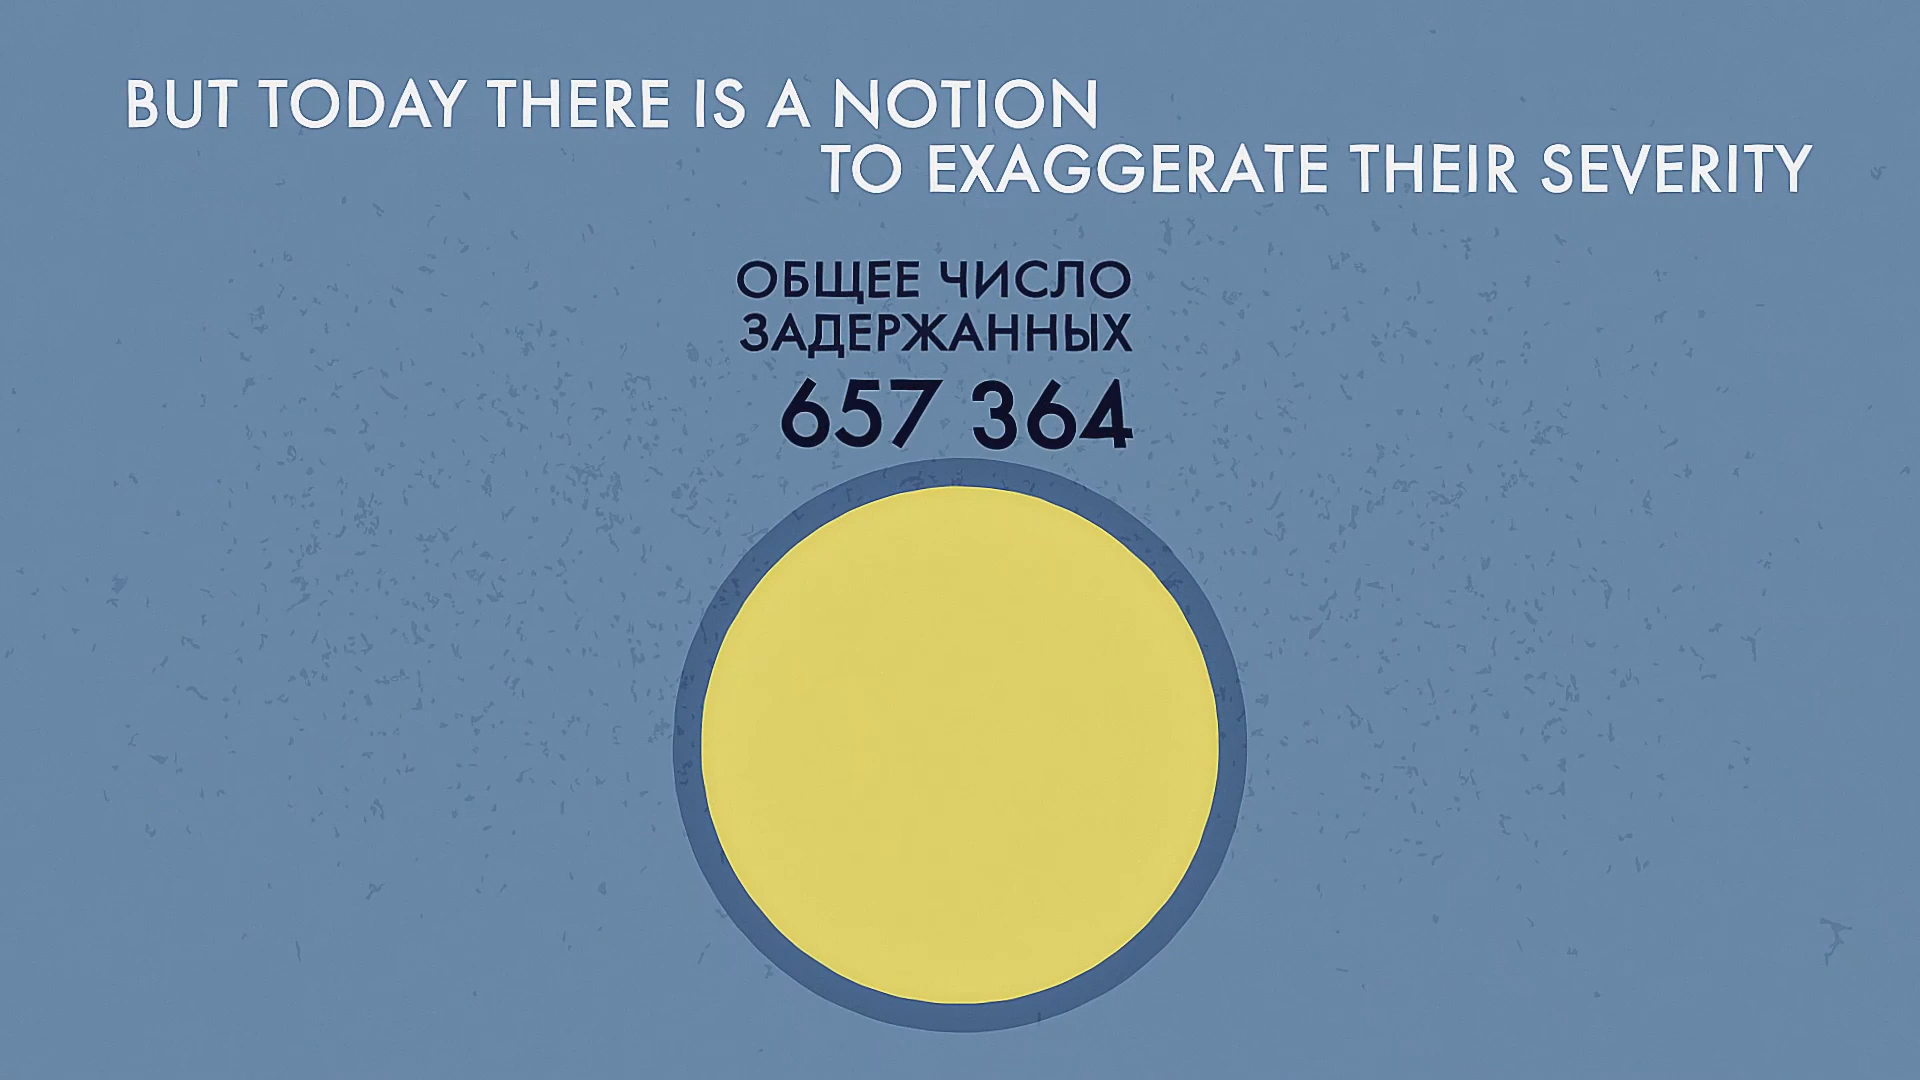 BUT TODAY THERE IS A NOTION
TO EXAGGERATE THEIR SEVERITY
ОБЩЕЕ ЧИСЛО
ЗАДЕРЖАННЫХ
657 364